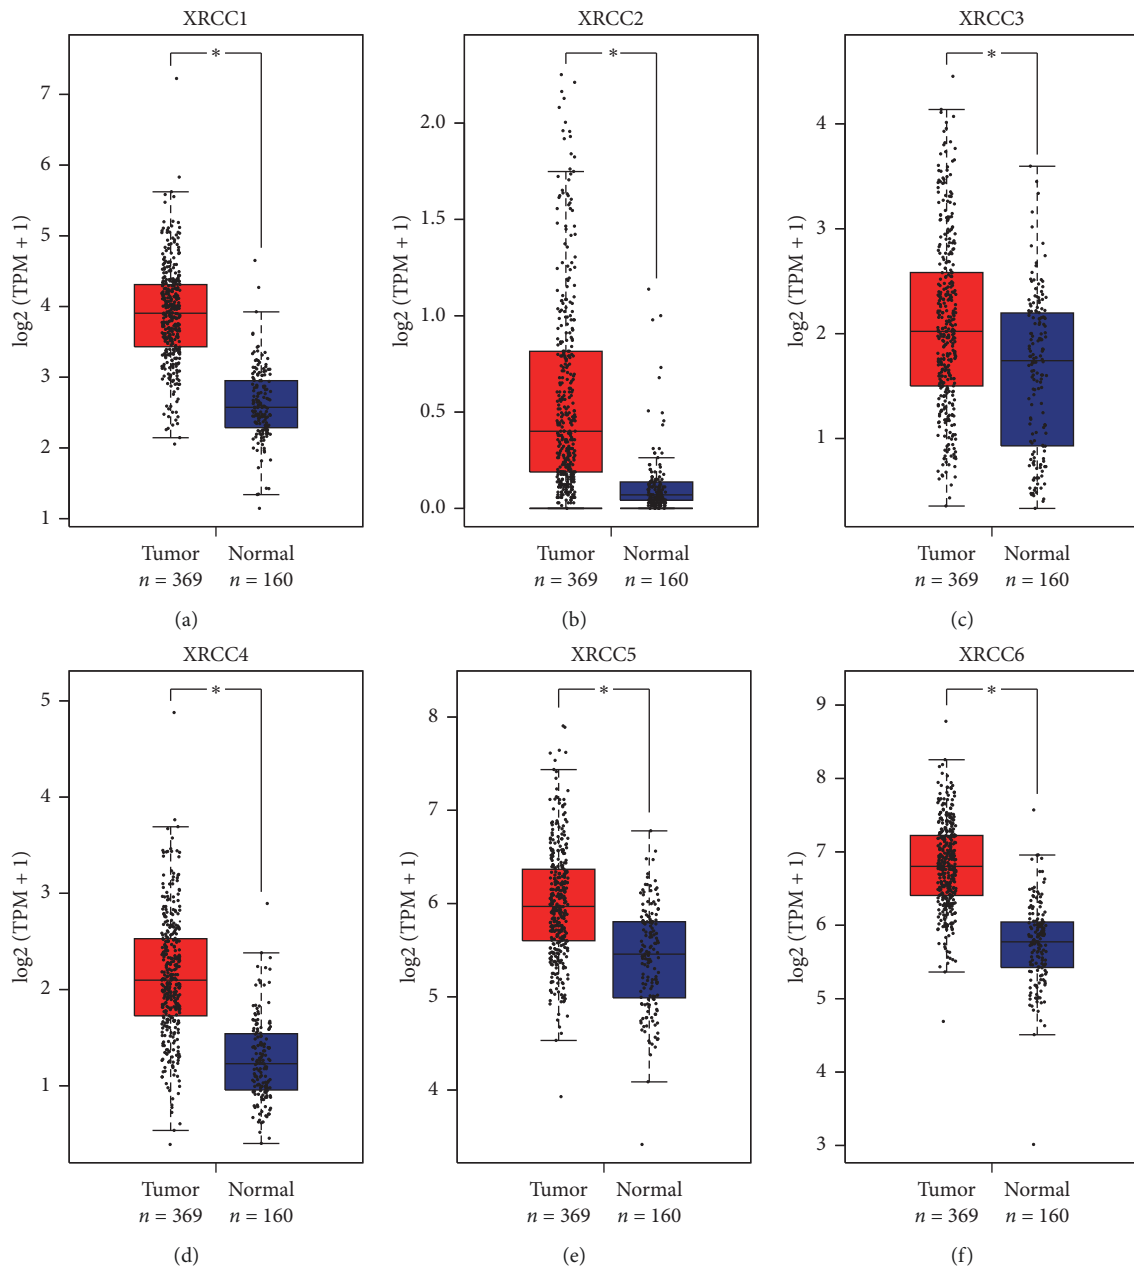 XRCC1
*
log2 (TPM + 1)
7
6
5
4
3
2
1
Tumor Normal
n = 369 n = 160
(a)
XRCC2
*
log2 (TPM + 1)
2.0
1.5
1.0
0.5
0.0
Tumor Normal
n = 369 n = 160
(b)
XRCC3
*
log2 (TPM + 1)
4
3
2
1
Tumor Normal
n = 369 n = 160
(c)
XRCC4
*
log2 (TPM + 1)
5
4
3
2
1
Tumor Normal
n = 369 n = 160
(d)
XRCC5
*
log2 (TPM + 1)
8
7
6
5
4
Tumor Normal
n = 369 n = 160
(e)
XRCC6
*
log2 (TPM + 1)
9
8
7
6
5
4
3
Tumor Normal
n = 369 n = 160
(f)